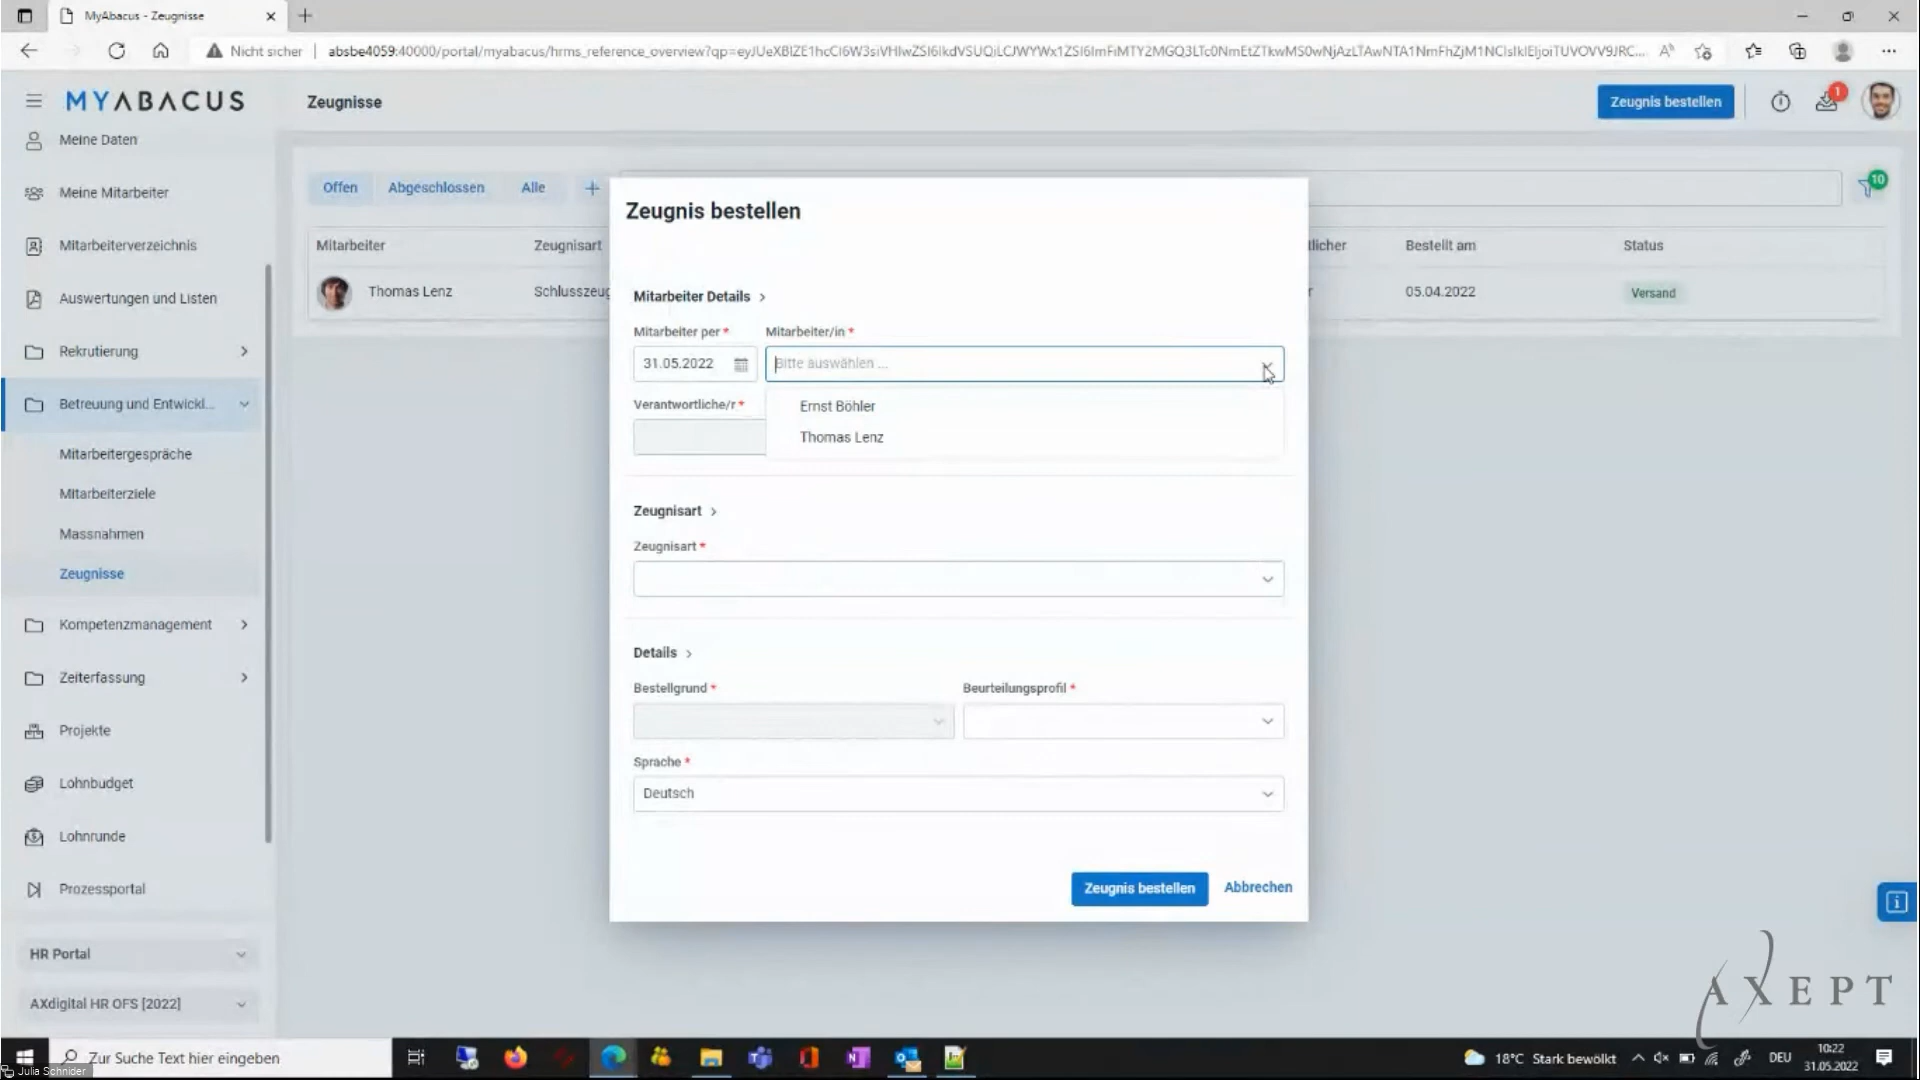 MyAbacus - Zeugnisse
Nicht sicher
absbe4059:40000/portal/myabacus/hrms_reference_overview?qp=
MYABACUS
Zeugnisse
Zeugnis bestellen
1
Meine Daten
Meine Mitarbeiter
Mitarbeiterverzeichnis
Auswertungen und Listen
Rekrutierung
Betreuung und Entwickl...
Mitarbeitergespräche
Mitarbeiterziele
Massnahmen
Zeugnisse
Kompetenzmanagement
Zeiterfassung
Projekte
Lohnbudget
Lohnrunde
Prozessportal
HR Portal
AXdigital HR OFS [2022]
Offen Abgeschlossen Alle
10
Mitarbeiter Zeugnisart Bestellt am Status
Thomas Lenz 05.04.2022 Versand
Zeugnis bestellen
Mitarbeiter Details
Mitarbeiter per * Mitarbeiter/in *
31.05.2022 Bitte auswählen ...
Verantwortliche/r *
Ernst Böhler
Thomas Lenz
Zeugnisart
Zeugnisart *
Details
Bestellgrund * Beurteilungsprofil *
Sprache *
Deutsch
Zeugnis bestellen Abbrechen
AXEPT
Zur Suche Text hier eingeben
18°C Stark bewölkt
DEU
10:22
31.05.2022
Julia Schnider